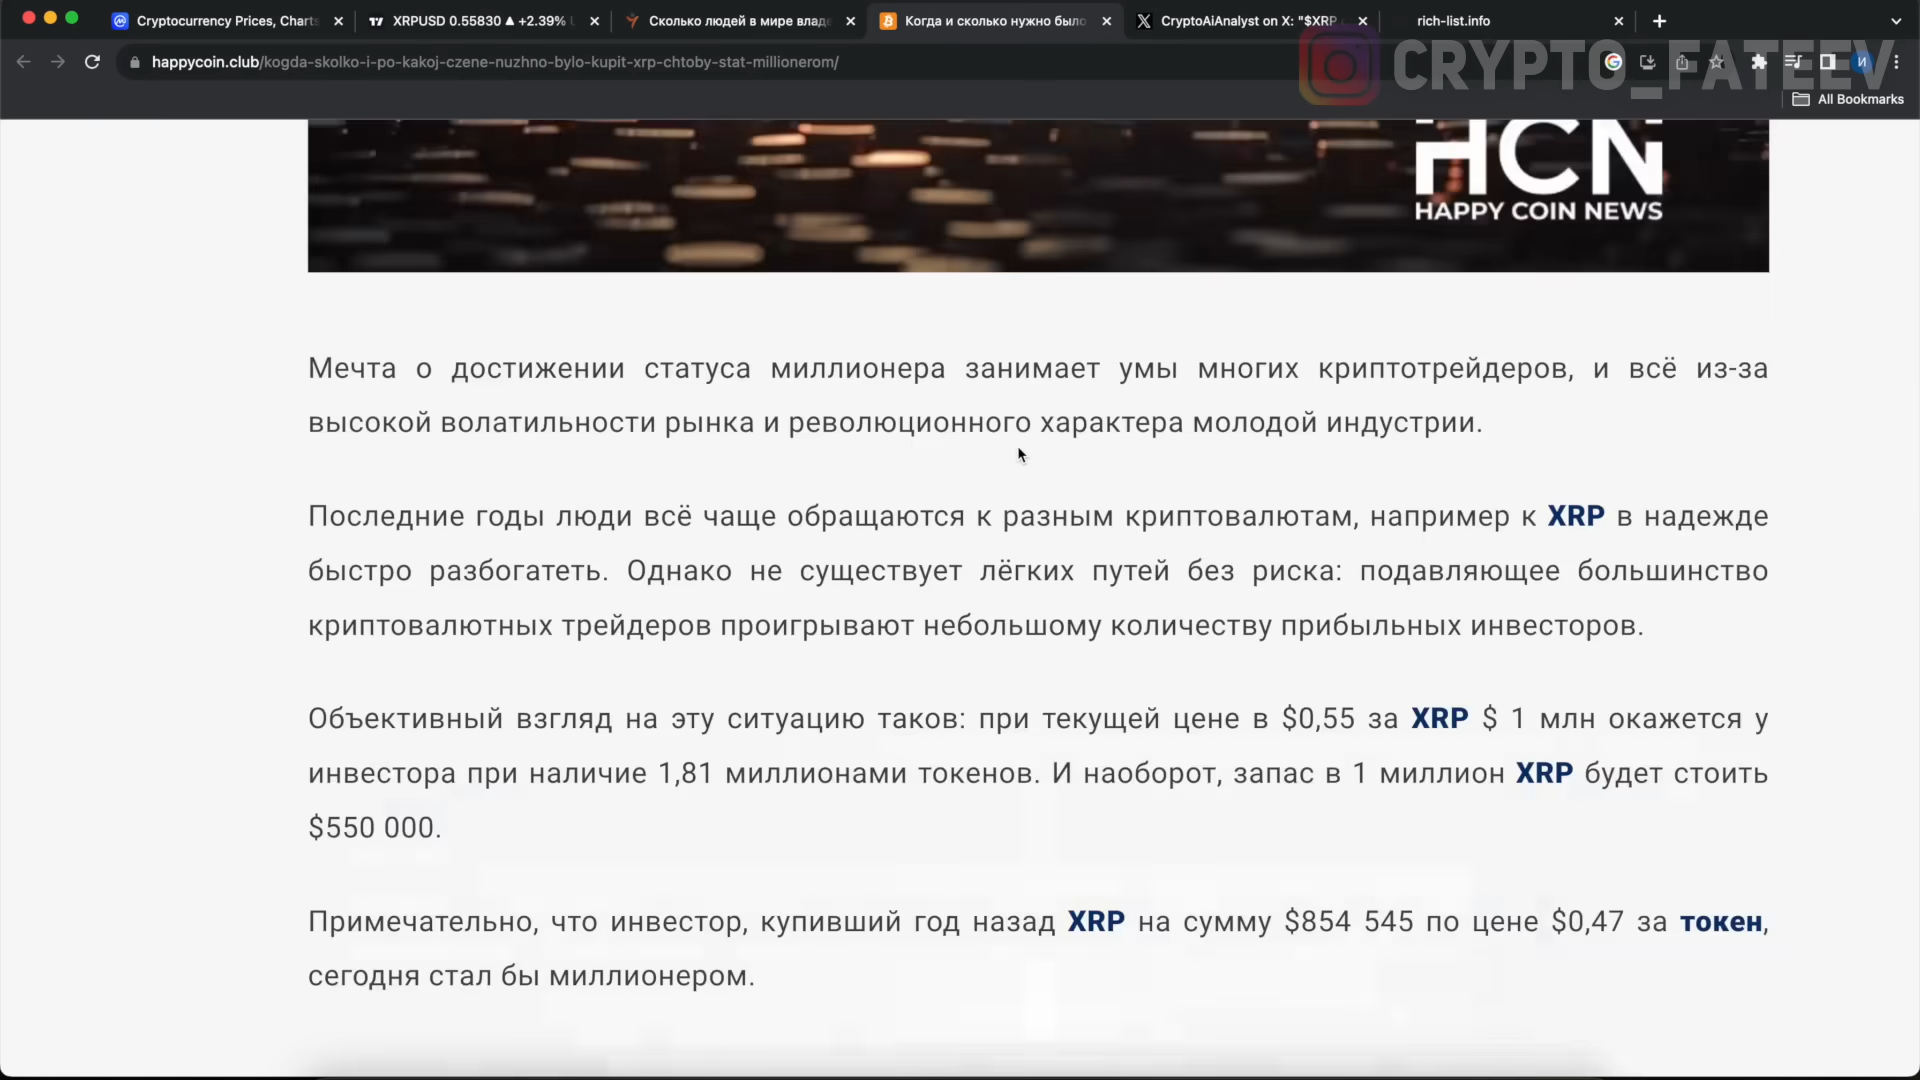 Cryptocurrency Prices, Charts
XRPUSD 0.55830 ▲ +2.39%
Сколько людей в мире владе
Когда и сколько нужно было
CryptoAiAnalyst on X: "$XRP
rich-list.info
happycoin.club/kogda-skolko-i-po-kakoj-czene-nuzhno-bylo-kupit-xrp-chtoby-stat-millionerom/
CRYPTO_FATEEV
All Bookmarks
HCN
HAPPY COIN NEWS
Мечта о достижении статуса миллионера занимает умы многих криптотрейдеров, и всё из-за
высокой волатильности рынка и революционного характера молодой индустрии.
Последние годы люди всё чаще обращаются к разным криптовалютам, например к XRP в надежде
быстро разбогатеть. Однако не существует лёгких путей без риска: подавляющее большинство
криптовалютных трейдеров проигрывают небольшому количеству прибыльных инвесторов.
Объективный взгляд на эту ситуацию таков: при текущей цене в $0,55 за XRP $ 1 млн окажется у
инвестора при наличие 1,81 миллионами токенов. И наоборот, запас в 1 миллион XRP будет стоить
$550 000.
Примечательно, что инвестор, купивший год назад XRP на сумму $854 545 по цене $0,47 за токен,
сегодня стал бы миллионером.